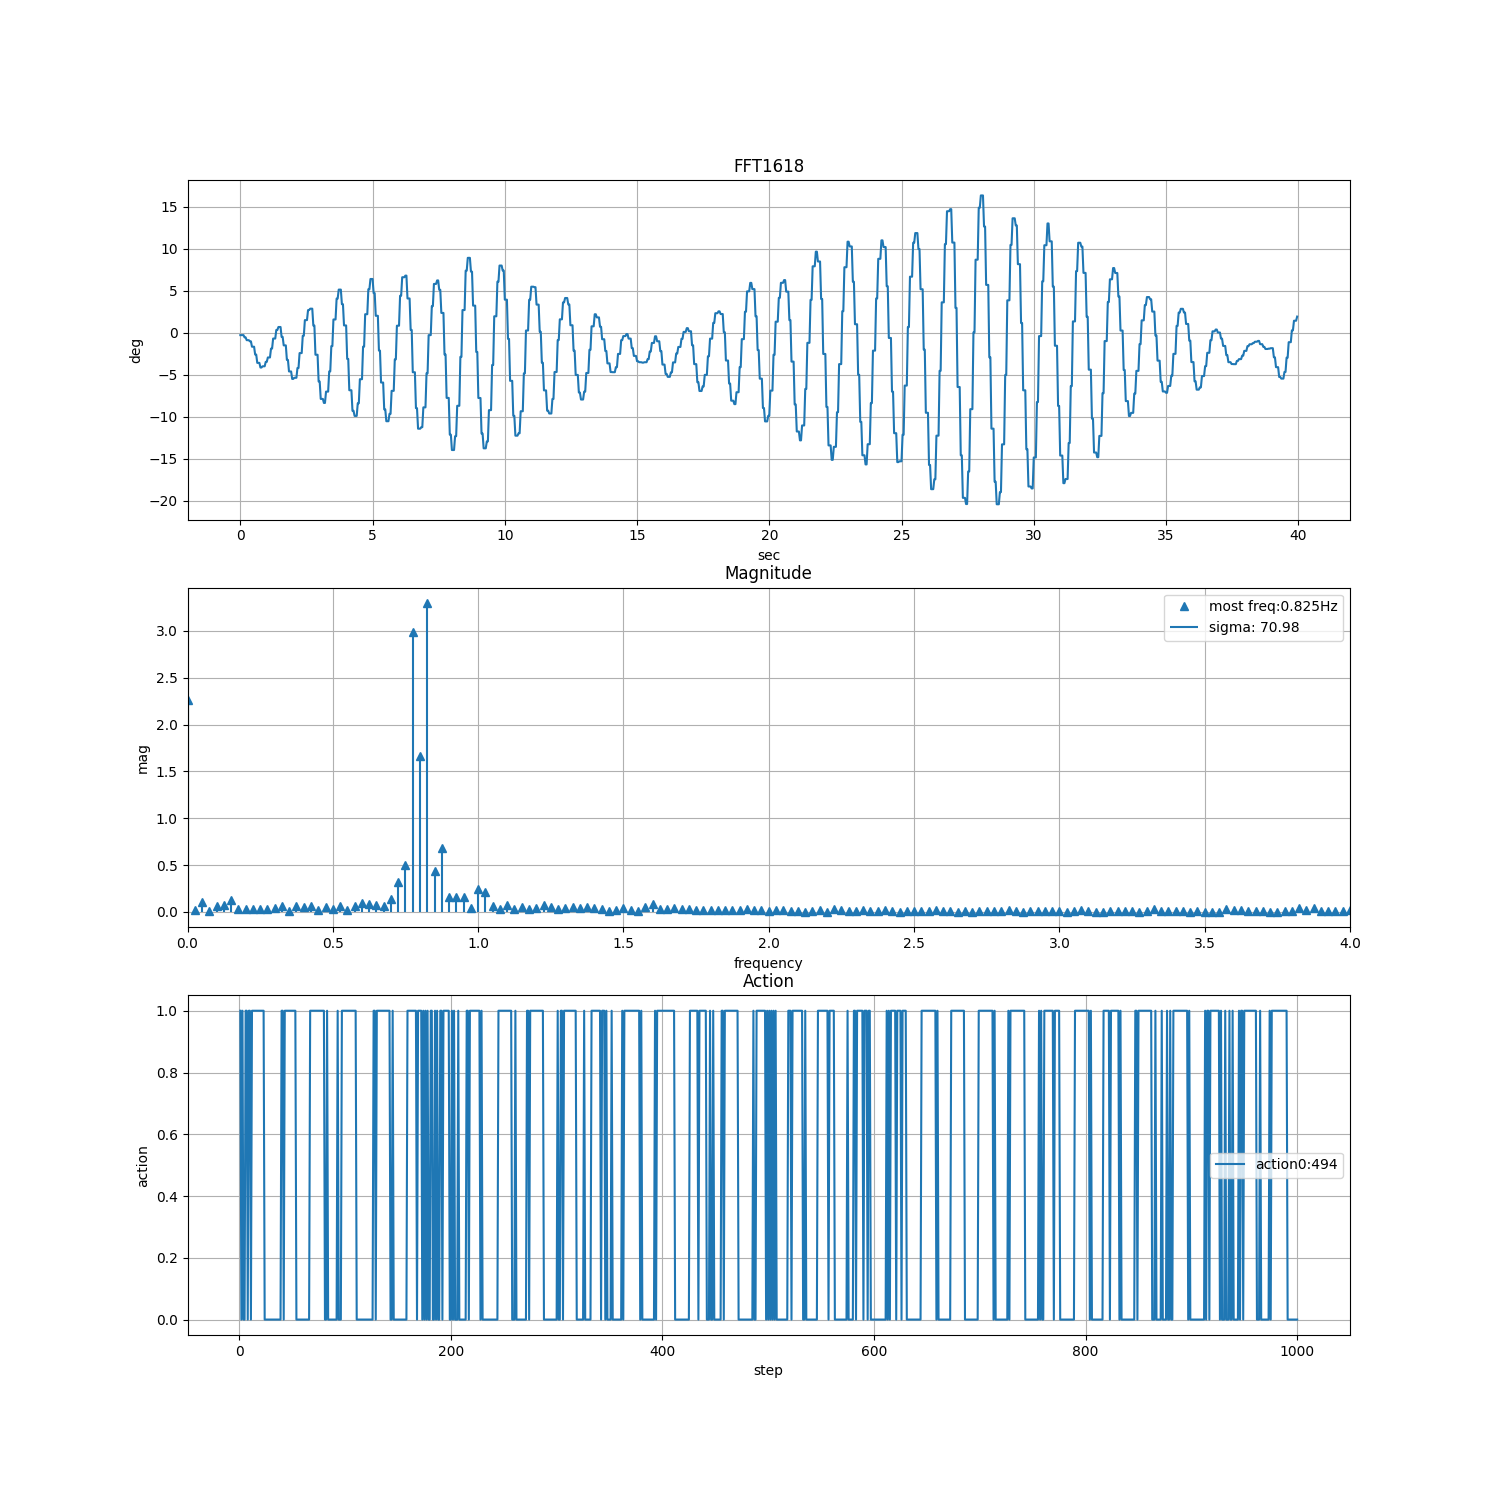 FFT1618
15
10
5
0
−5
−10
−15
−20
deg
0 5 10 15 20 25 30 35 40
sec
Magnitude
most freq:0.825Hz
sigma: 70.98
3.0
2.5
2.0
1.5
1.0
0.5
0.0
mag
0.0 0.5 1.0 1.5 2.0 2.5 3.0 3.5 4.0
frequency
Action
1.0
0.8
0.6
0.4
0.2
0.0
action
action0:494
0 200 400 600 800 1000
step